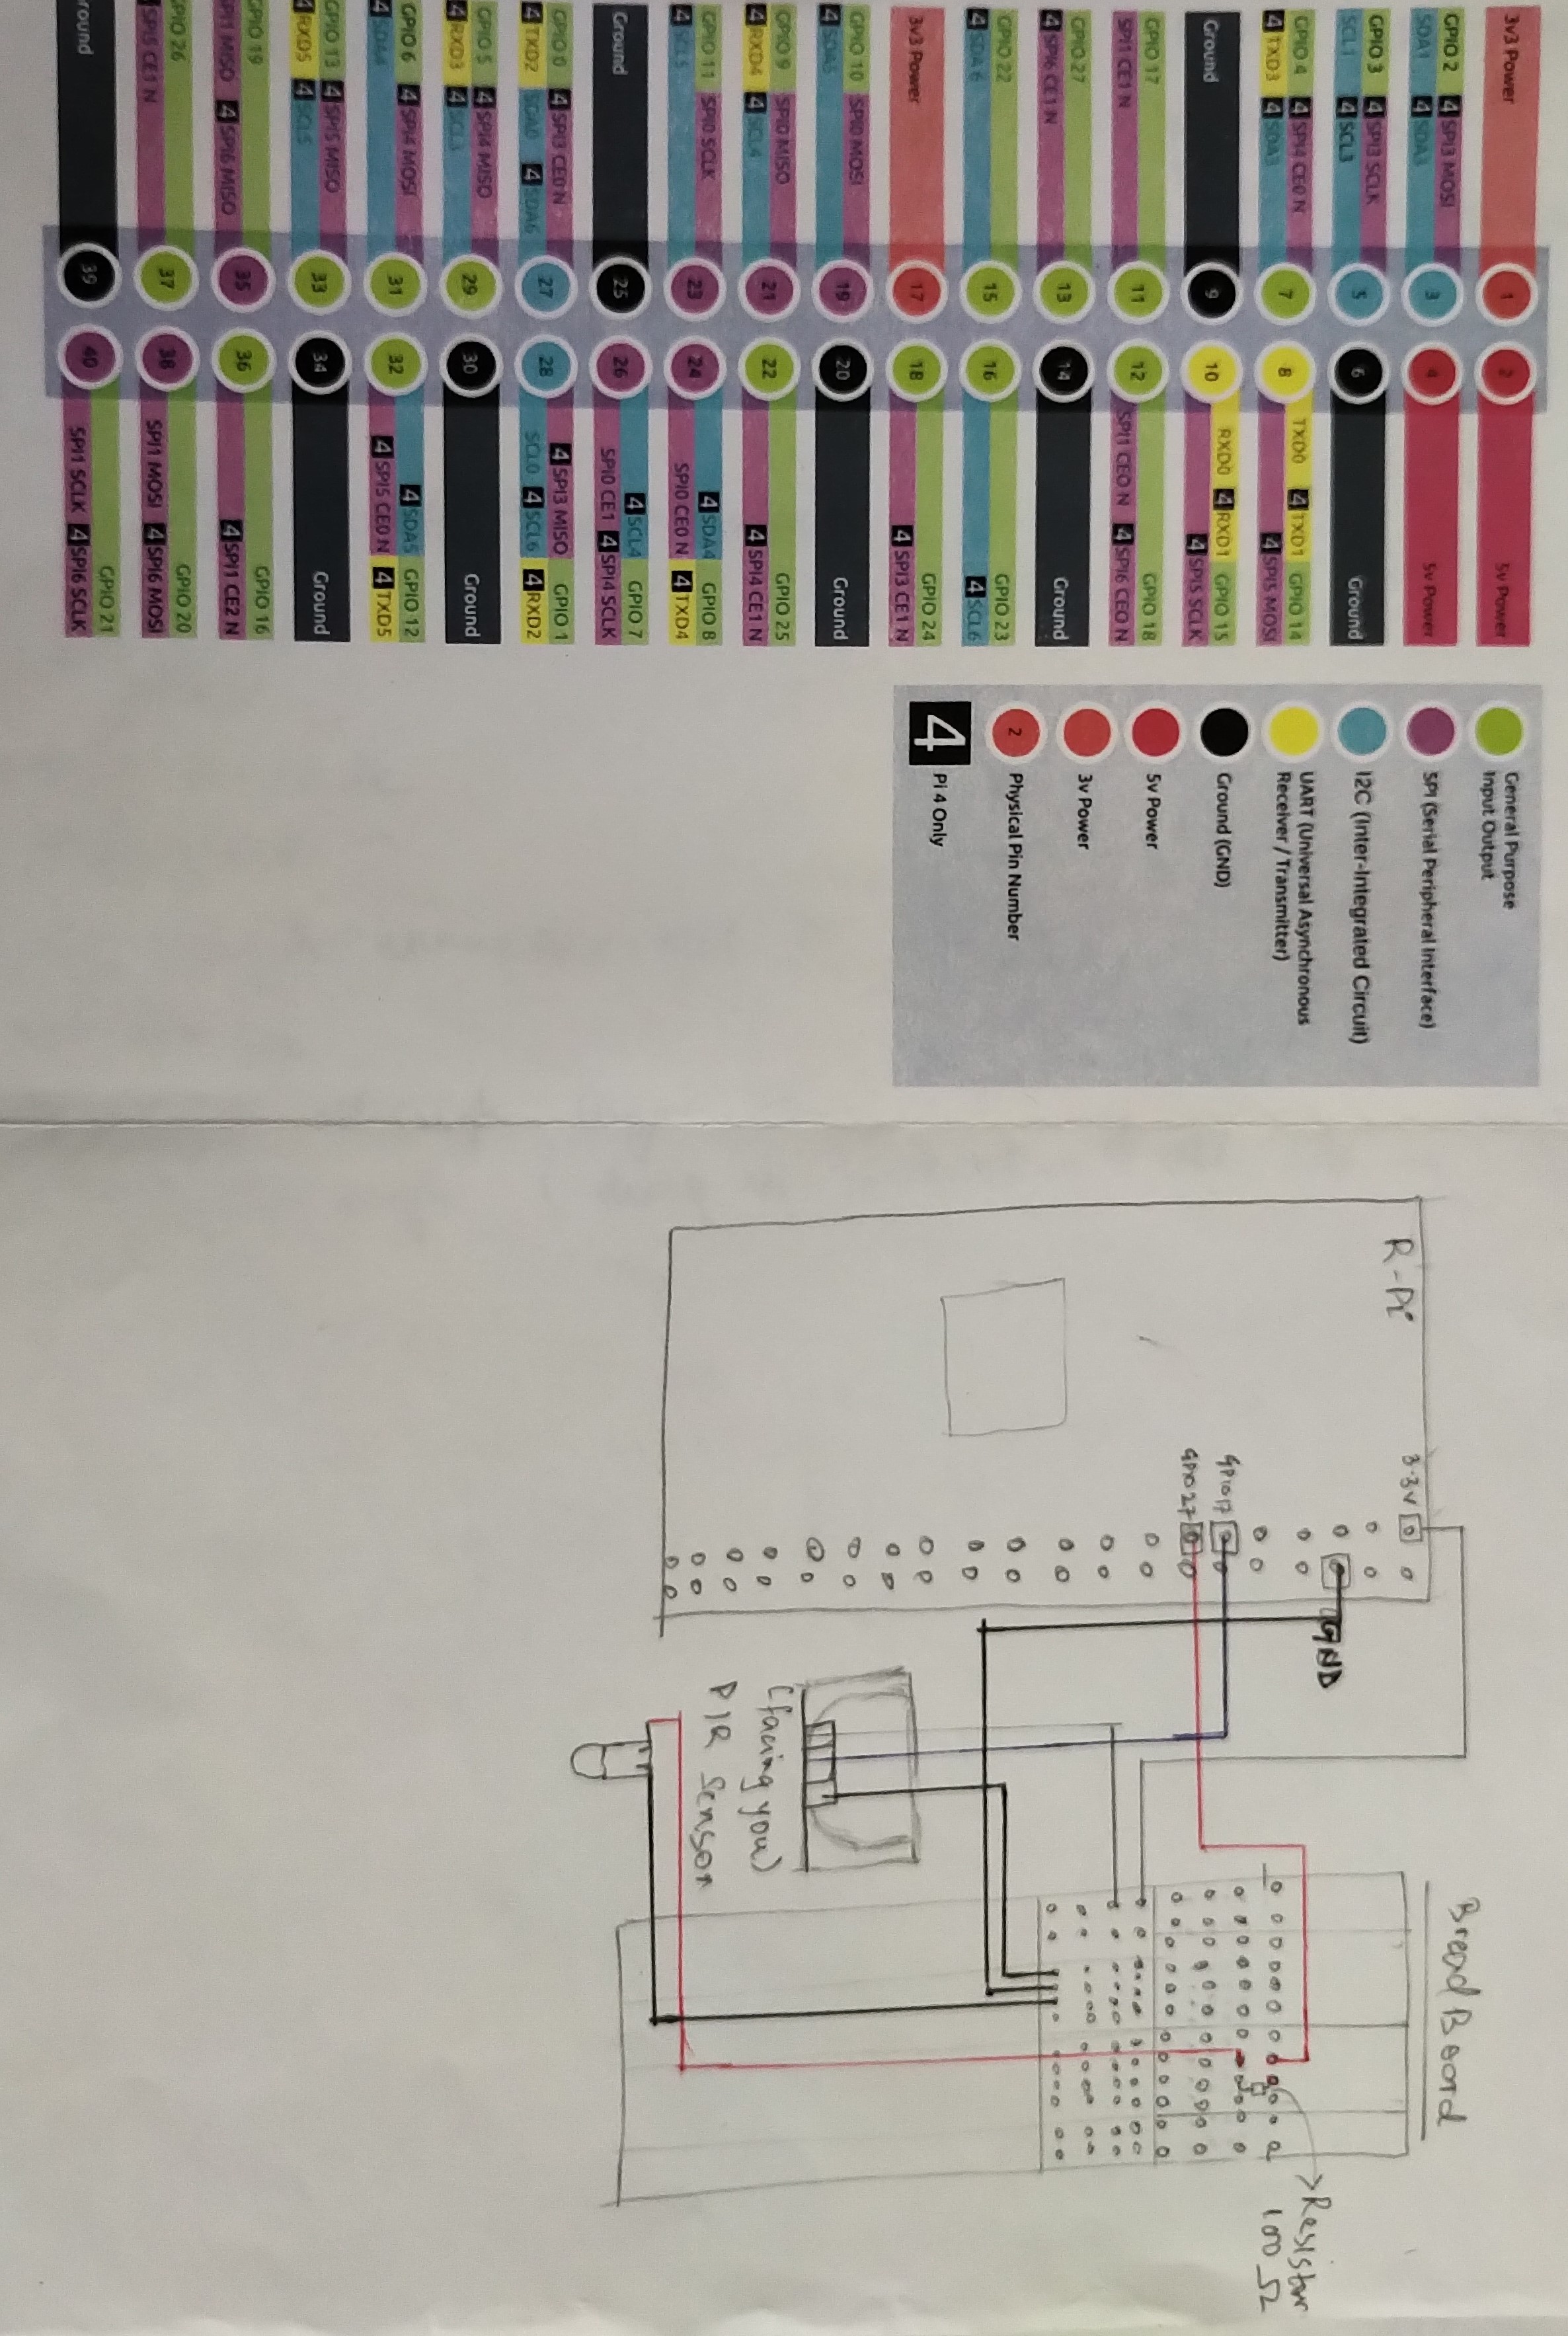 3v3 Power 1 2 5v Power
GPIO 2 4 SPI3 MOSI
SDA1 4 SDA3 3 4 5v Power
GPIO 3 4 SPI3 SCLK
SCL1 4 SCL3 5 6 Ground
GPIO 4 4 SPI4 CE0 N TXD0 4 TXD1 GPIO 14
4 TXD3 4 SDA3 7 8 4 SPI5 MOSI
Ground 9 10 RXD0 4 RXD1 GPIO 15
4 SPI5 SCLK
GPIO 17 11 12 GPIO 18
SPI1 CE1 N SPI1 CEO N 4 SPI6 CEO N
GPIO 27 13 14 Ground
4 SPI6 CE1 N
GPIO 22 15 16 GPIO 23
4 SDA 6 4 SCL6
3v3 Power 17 18 GPIO 24
4 SPI3 CE1 N
GPIO 10 SPI0 MOSI 19 20 Ground
4 SDA5
GPIO 9 SPI0 MISO 21 22 GPIO 25
4 RXD4 4 SCL4 4 SPI4 CE1 N
GPIO 11 SPI0 SCLK 23 24 4 SDA4 GPIO 8
4 SCL5 SPI0 CE0 N 4 TXD4
Ground 25 26 4 SCL4 GPIO 7
SPI0 CE1 4 SPI4 SCLK
GPIO 0 4 SPI3 CE0 N 27 28 4 SPI3 MISO GPIO 1
4 TXD2 SDA0 4 SDA6 SCL0 4 SCL6 4 RXD2
GPIO 5 4 SPI4 MISO 29 30 Ground
4 RXD3 4 SCL3
GPIO 6 4 SPI4 MOSI 31 32 4 SDA5 GPIO 12
4 SDA4 4 SPI5 CE0 N 4 TXD5
GPIO 13 4 SPI5 MISO 33 34 Ground
4 RXD5 4 SCL5
GPIO 19 35 36 GPIO 16
SPI1 MISO 4 SPI6 MISO 4 SPI1 CE2 N
GPIO 26 37 38 GPIO 20
SPI5 CE1 N SPI1 MOSI 4 SPI6 MOSI
round 39 40 GPIO 21
SPI1 SCLK 4 SPI6 SCLK
General Purpose
Input Output
SPI (Serial Peripheral Interface)
I2C (Inter-Integrated Circuit)
UART (Universal Asynchronous
Receiver / Transmitter)
Ground (GND)
5v Power
3v Power
2 Physical Pin Number
4 Pi 4 Only
Bread Board
R-Pi
3.3v
GND
GPIO17
GPIO 27
Resistor
100 Ω
(facing you)
PIR Sensor